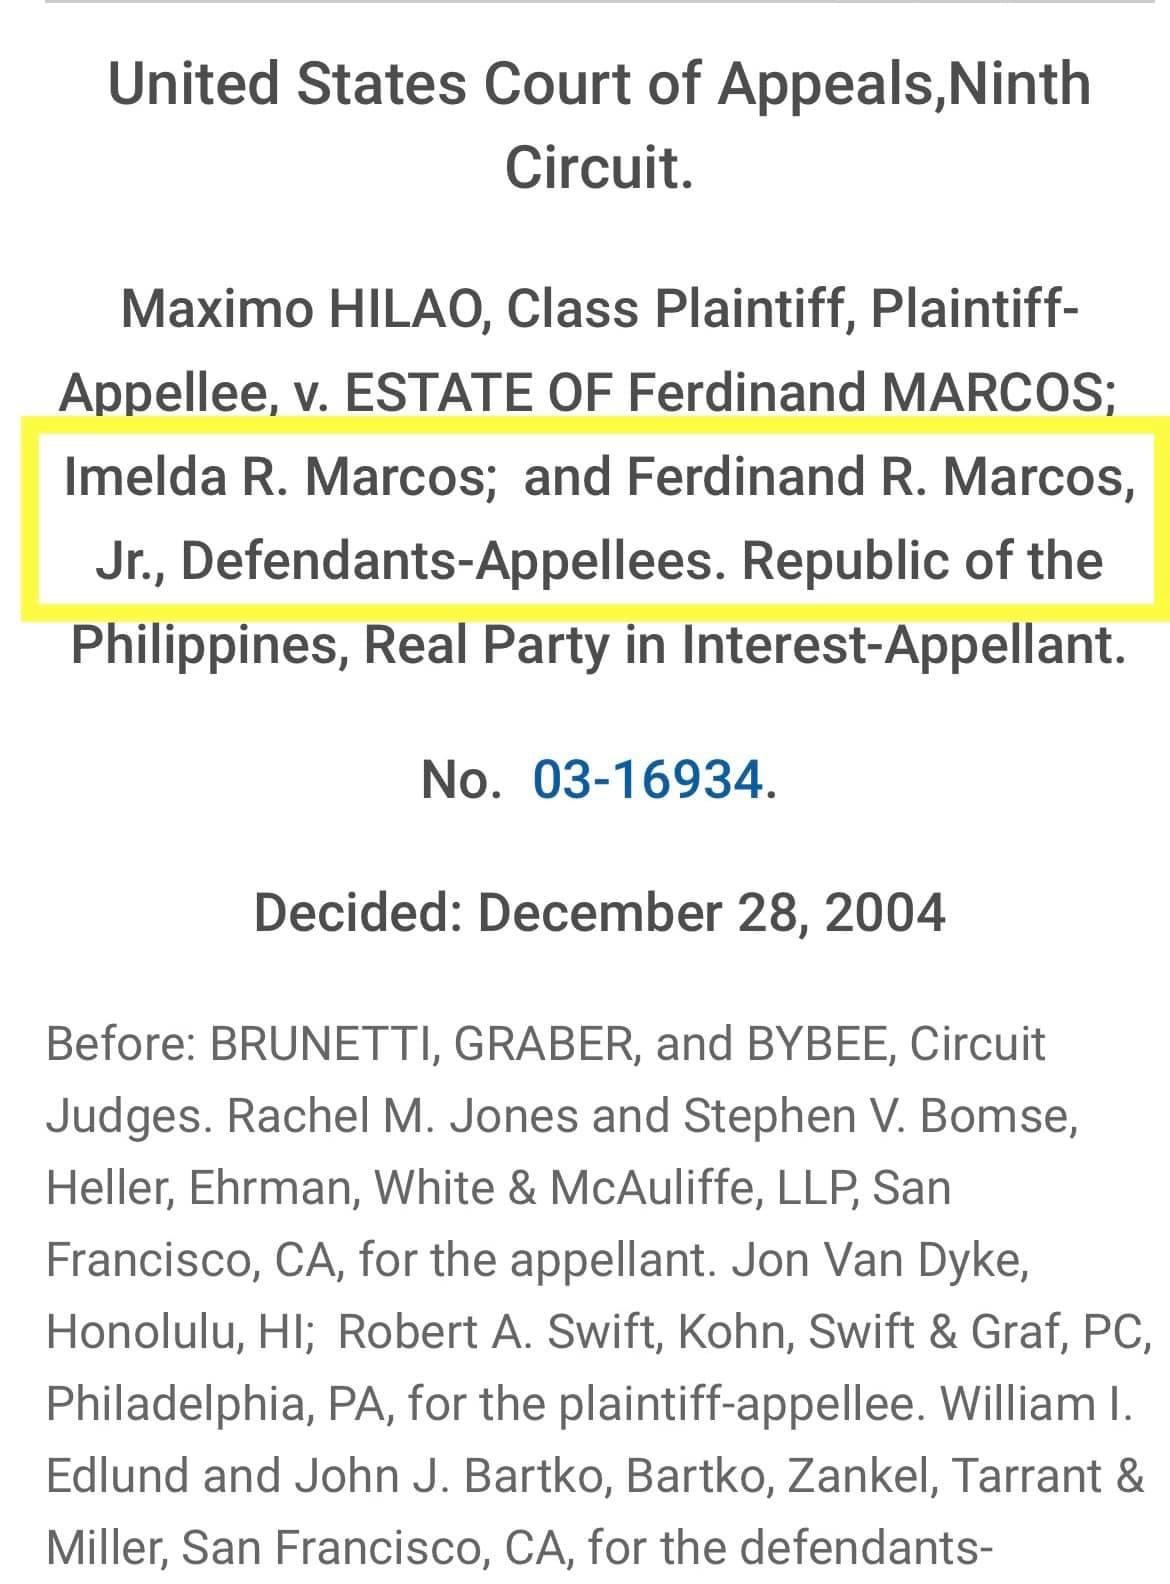 United States Court of Appeals,Ninth
Circuit.
Maximo HILAO, Class Plaintiff, Plaintiff-
Appellee, v. ESTATE OF Ferdinand MARCOS;
Imelda R. Marcos;  and Ferdinand R. Marcos,
Jr., Defendants-Appellees. Republic of the
Philippines, Real Party in Interest-Appellant.
No.  03-16934.
Decided: December 28, 2004
Before: BRUNETTI, GRABER, and BYBEE, Circuit
Judges. Rachel M. Jones and Stephen V. Bomse,
Heller, Ehrman, White & McAuliffe, LLP, San
Francisco, CA, for the appellant. Jon Van Dyke,
Honolulu, HI;  Robert A. Swift, Kohn, Swift & Graf, PC,
Philadelphia, PA, for the plaintiff-appellee. William I.
Edlund and John J. Bartko, Bartko, Zankel, Tarrant &
Miller, San Francisco, CA, for the defendants-